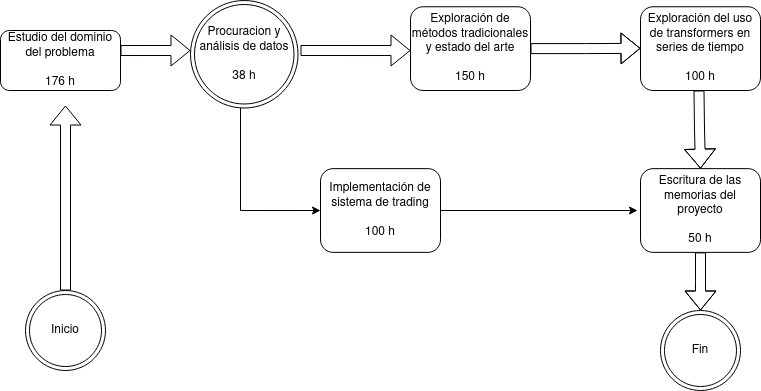 Estudio del dominio
del problema
176 h
Procuracion y
análisis de datos
38 h
Exploración de
métodos tradicionales
y estado del arte
150 h
Exploración del uso
de transformers en
series de tiempo
100 h
Implementación de
sistema de trading
100 h
Escritura de las
memorias del
proyecto
50 h
Inicio
Fin